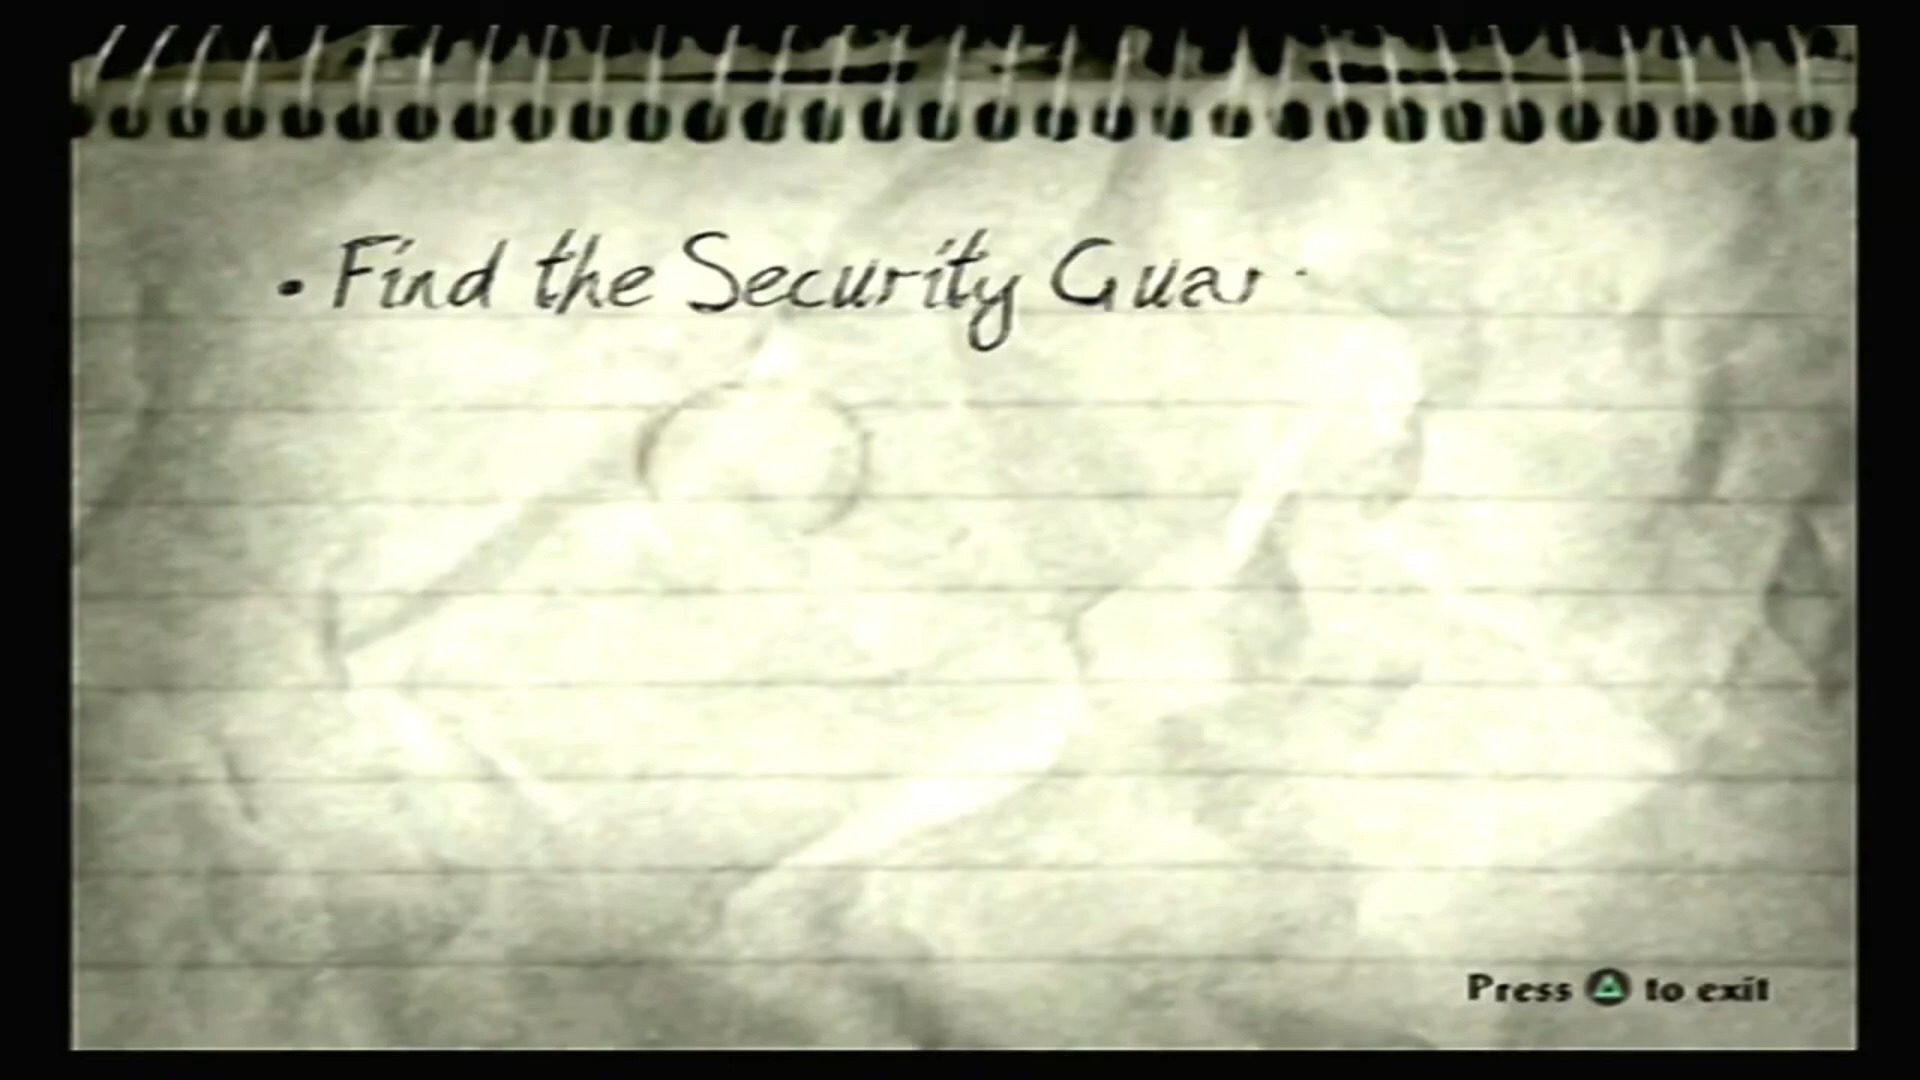 • Find the Security Guar
Press △ to exit